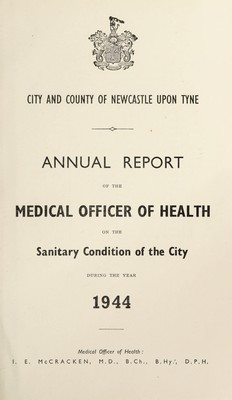 CITY AND COUNTY OF NEWCASTLE UPON TYNE
ANNUAL REPORT
OF THE
MEDICAL OFFICER OF HEALTH
ON THE
Sanitary Condition of the City
DURING THE YEAR
1944
Medical Officer of Health :
I. E. McCRACKEN, M.D., B.Ch., B.Hy., D.P.H.